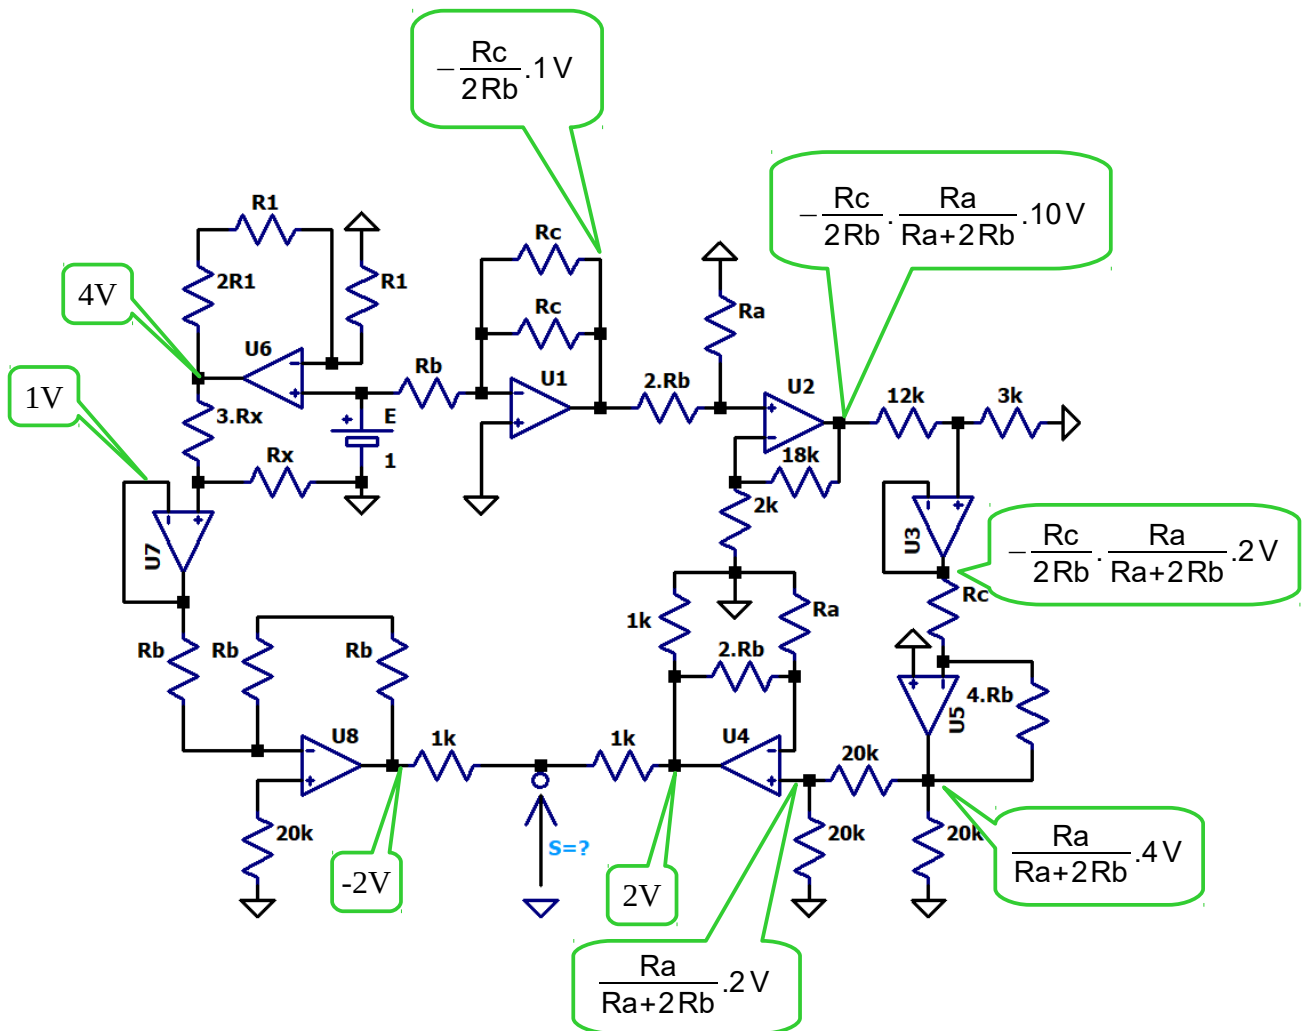 − Rc/2Rb .1V
− Rc/2Rb . Ra/Ra+2Rb .10V
R1
2R1
R1
4V
U6
−
+
1V
3.Rx
Rx
+
E
1
Rb
Rc
Rc
U1
−
+
2.Rb
Ra
U2
+
−
18k
2k
12k
3k
U3
−
+
− Rc/2Rb . Ra/Ra+2Rb .2V
Rc
U7
−
+
Rb
Rb
Rb
1k
Ra
2.Rb
+
−
U5
4.Rb
U8
−
+
1k
1k
U4
−
+
20k
20k
S=?
20k
20k
-2V
2V
Ra/Ra+2Rb .4V
Ra/Ra+2Rb .2V